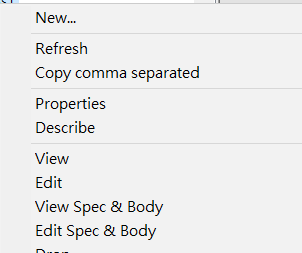 New...
Refresh
Copy comma separated
Properties
Describe
View
Edit
View Spec & Body
Edit Spec & Body